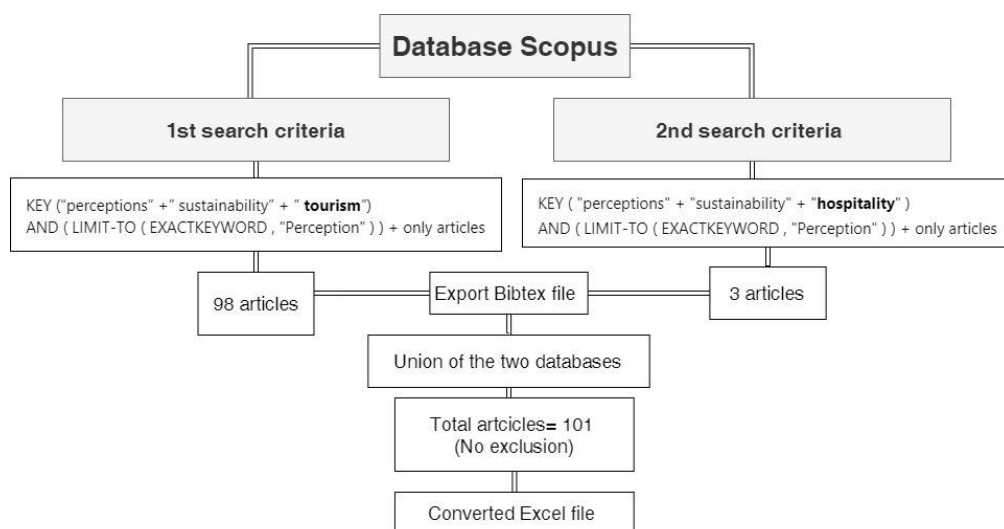 Database Scopus
1st search criteria
2nd search criteria
KEY ("perceptions" +" sustainability" + " tourism")
AND ( LIMIT-TO ( EXACTKEYWORD , "Perception" ) ) + only articles
KEY ( "perceptions" + "sustainability" + "hospitality" )
AND ( LIMIT-TO ( EXACTKEYWORD , "Perception" ) ) + only articles
98 articles
Export Bibtex file
3 articles
Union of the two databases
Total artcicles= 101
(No exclusion)
Converted Excel file